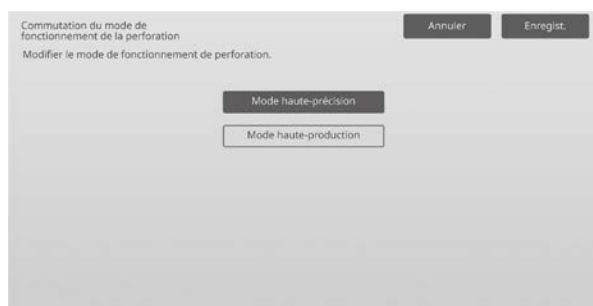 Commutation du mode de
fonctionnement de la perforation
Annuler
Enregist.
Modifier le mode de fonctionnement de perforation.
Mode haute-précision
Mode haute-production